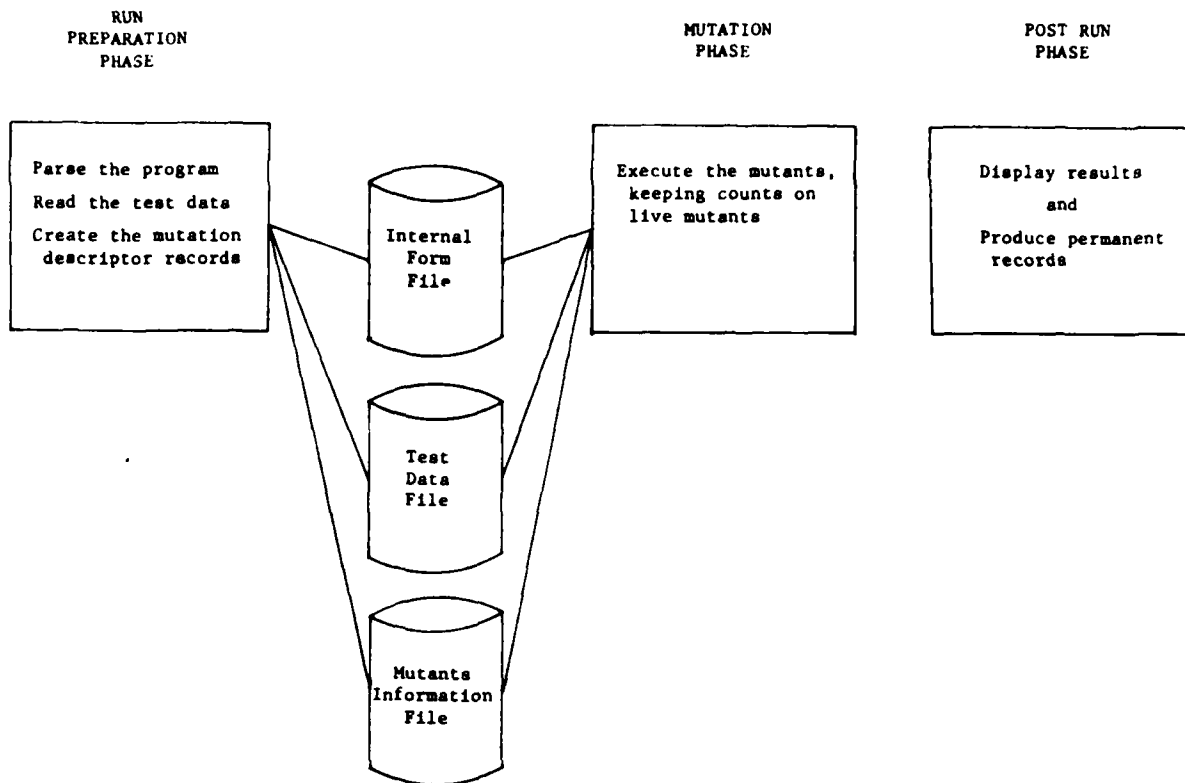 RUN
PREPARATION
PHASE
MUTATION
PHASE
POST RUN
PHASE
Parse the program
Read the test data
Create the mutation
descriptor records
Internal
Form
File
Test
Data
File
Mutants
Information
File
Execute the mutants,
keeping counts on
live mutants
Display results
and
Produce permanent
records